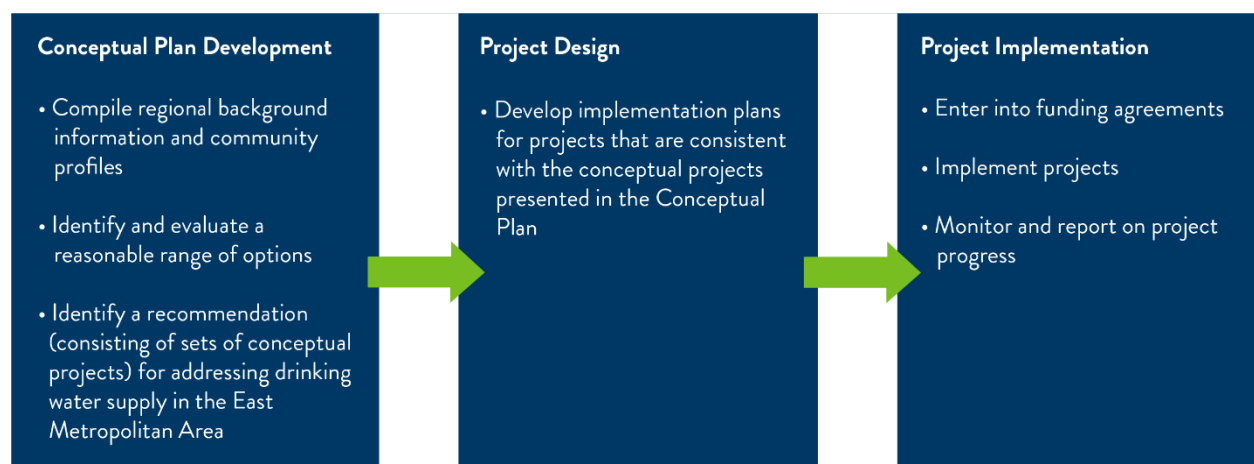 Conceptual Plan Development
• Compile regional background
information and community
profiles
• Identify and evaluate a
reasonable range of options
• Identify a recommendation
(consisting of sets of conceptual
projects) for addressing drinking
water supply in the East
Metropolitan Area
Project Design
• Develop implementation plans
for projects that are consistent
with the conceptual projects
presented in the Conceptual
Plan
Project Implementation
• Enter into funding agreements
• Implement projects
• Monitor and report on project
progress